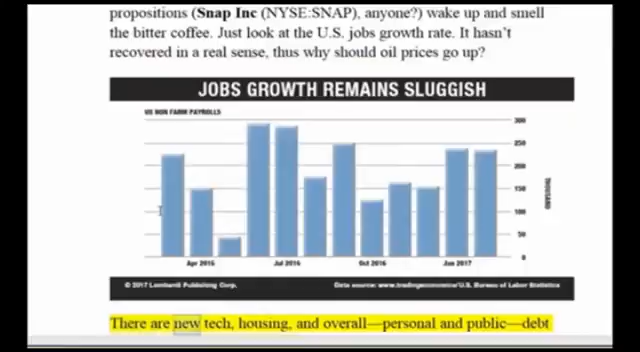 propositions (Snap Inc (NYSE:SNAP), anyone?) wake up and smell
the bitter coffee. Just look at the U.S. jobs growth rate. It hasn't
recovered in a real sense, thus why should oil prices go up?
JOBS GROWTH REMAINS SLUGGISH
US NON FARM PAYROLLS
300
250
200
150
100
50
0
THOUSAND
Apr 2016
Jul 2016
Oct 2016
Jan 2017
© 2017 Lombardi Publishing Corp.
Data source: www.tradingeconomics/U.S. Bureau of Labor Statistics
There are new tech, housing, and overall—personal and public—debt